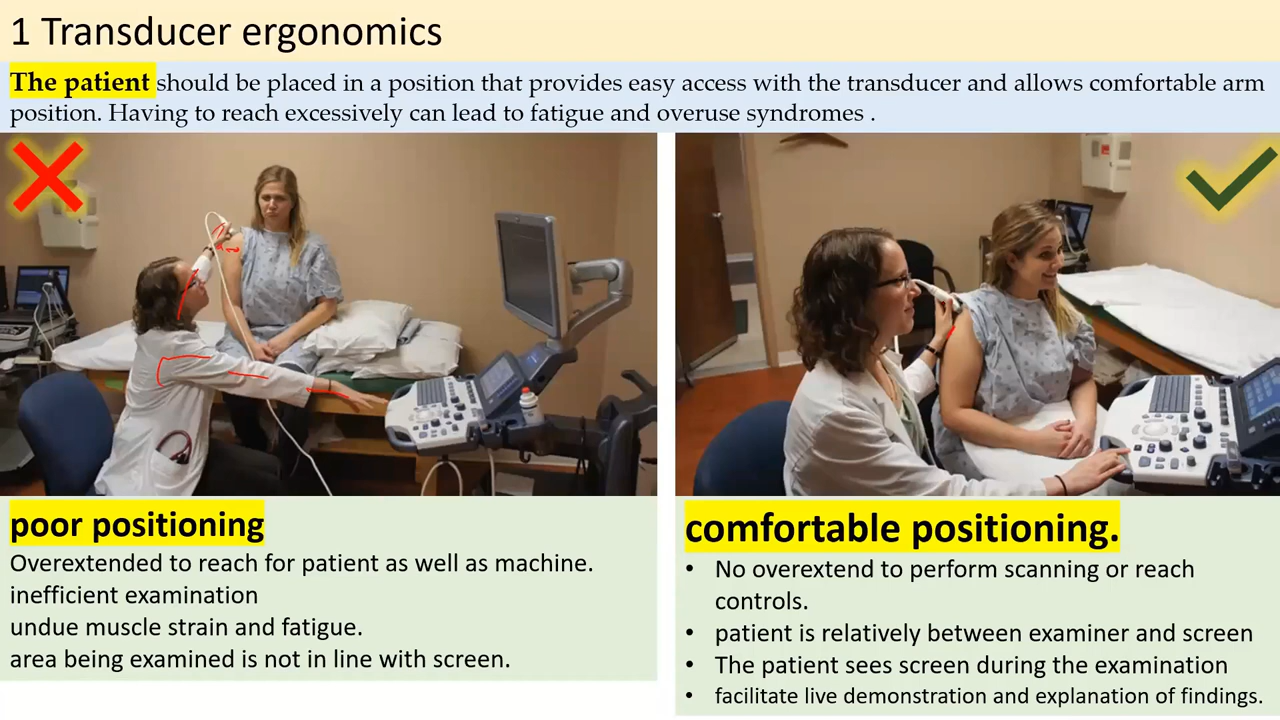 1 Transducer ergonomics
The patient should be placed in a position that provides easy access with the transducer and allows comfortable arm
position. Having to reach excessively can lead to fatigue and overuse syndromes .
poor positioning
Overextended to reach for patient as well as machine.
inefficient examination
undue muscle strain and fatigue.
area being examined is not in line with screen.
comfortable positioning.
• No overextend to perform scanning or reach
controls.
• patient is relatively between examiner and screen
• The patient sees screen during the examination
• facilitate live demonstration and explanation of findings.